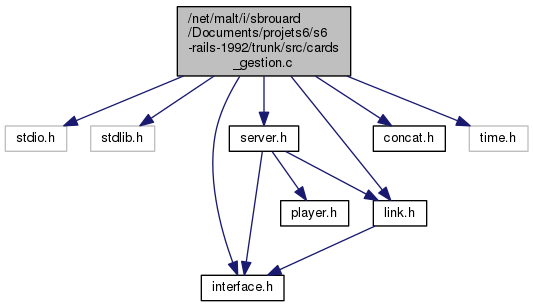 /net/malt/i/sbrouard
/Documents/projets6/s6
-rails-1992/trunk/src/cards
_gestion.c
stdio.h
stdlib.h
server.h
concat.h
time.h
player.h
link.h
interface.h